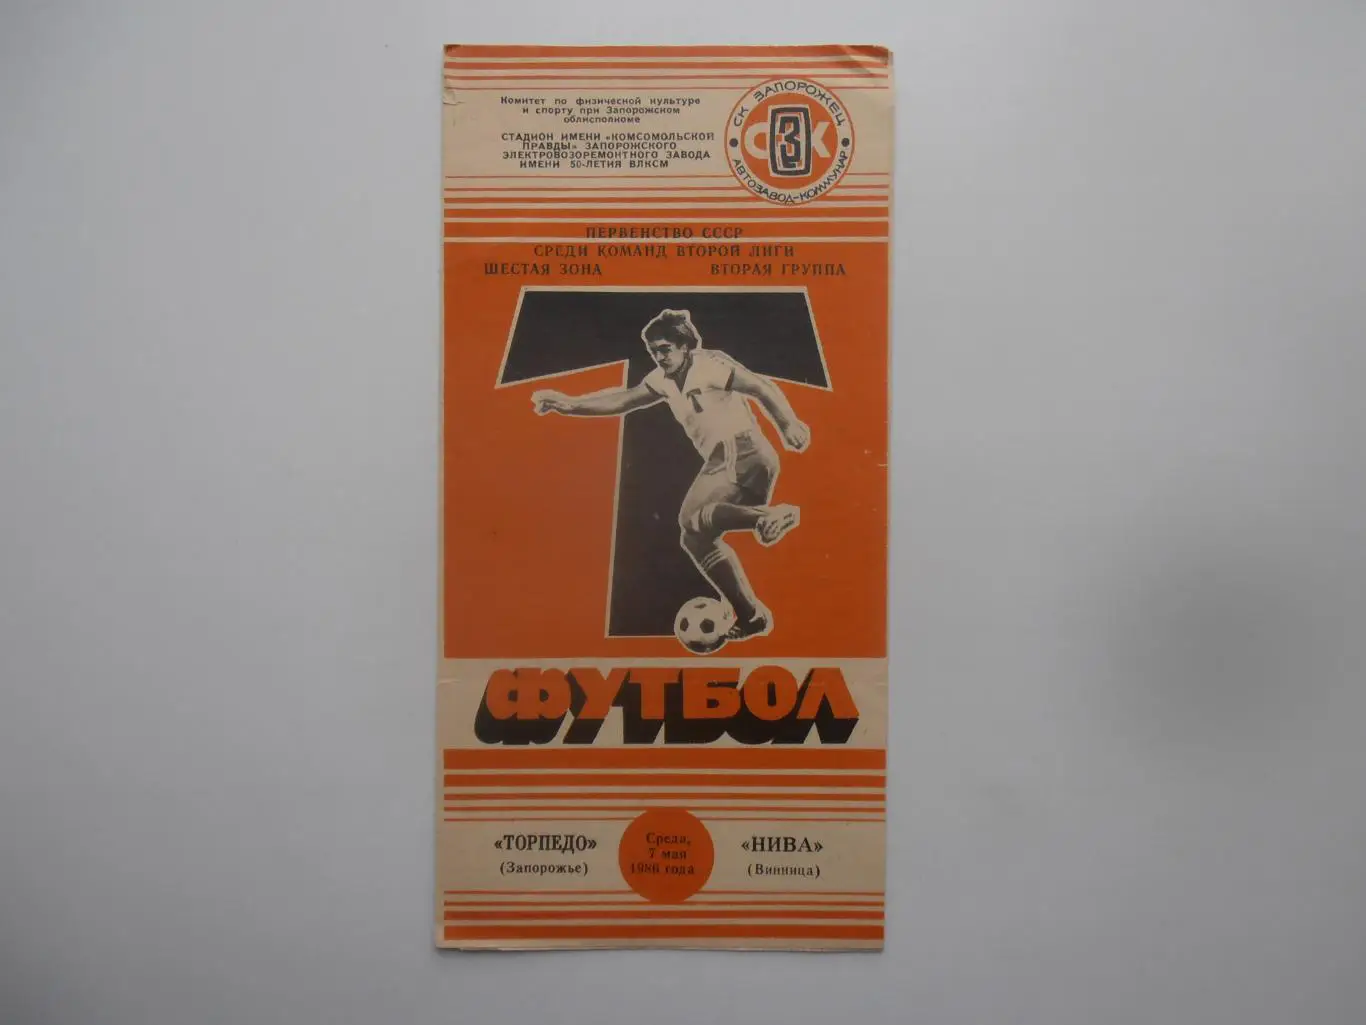 Комитет по физической культуре
и спорту при Запорожском
облисполкоме
СТАДИОН ИМЕНИ «КОМСОМОЛЬСКОЙ
ПРАВДЫ» ЗАПОРОЖСКОГО
ЭЛЕКТРОВОЗОРЕМОНТНОГО ЗАВОДА
ИМЕНИ 50-ЛЕТИЯ ВЛКСМ
СК ЗАПОРОЖЕЦ
СЗК
АВТОЗАВОД-КОММУНАР
ПЕРВЕНСТВО СССР
СРЕДИ КОМАНД ВТОРОЙ ЛИГИ
ШЕСТАЯ ЗОНА ВТОРАЯ ГРУППА
Т
ФУТБОЛ
«ТОРПЕДО»
(Запорожье)
Среда,
7 мая
1986 года
«НИВА»
(Винница)